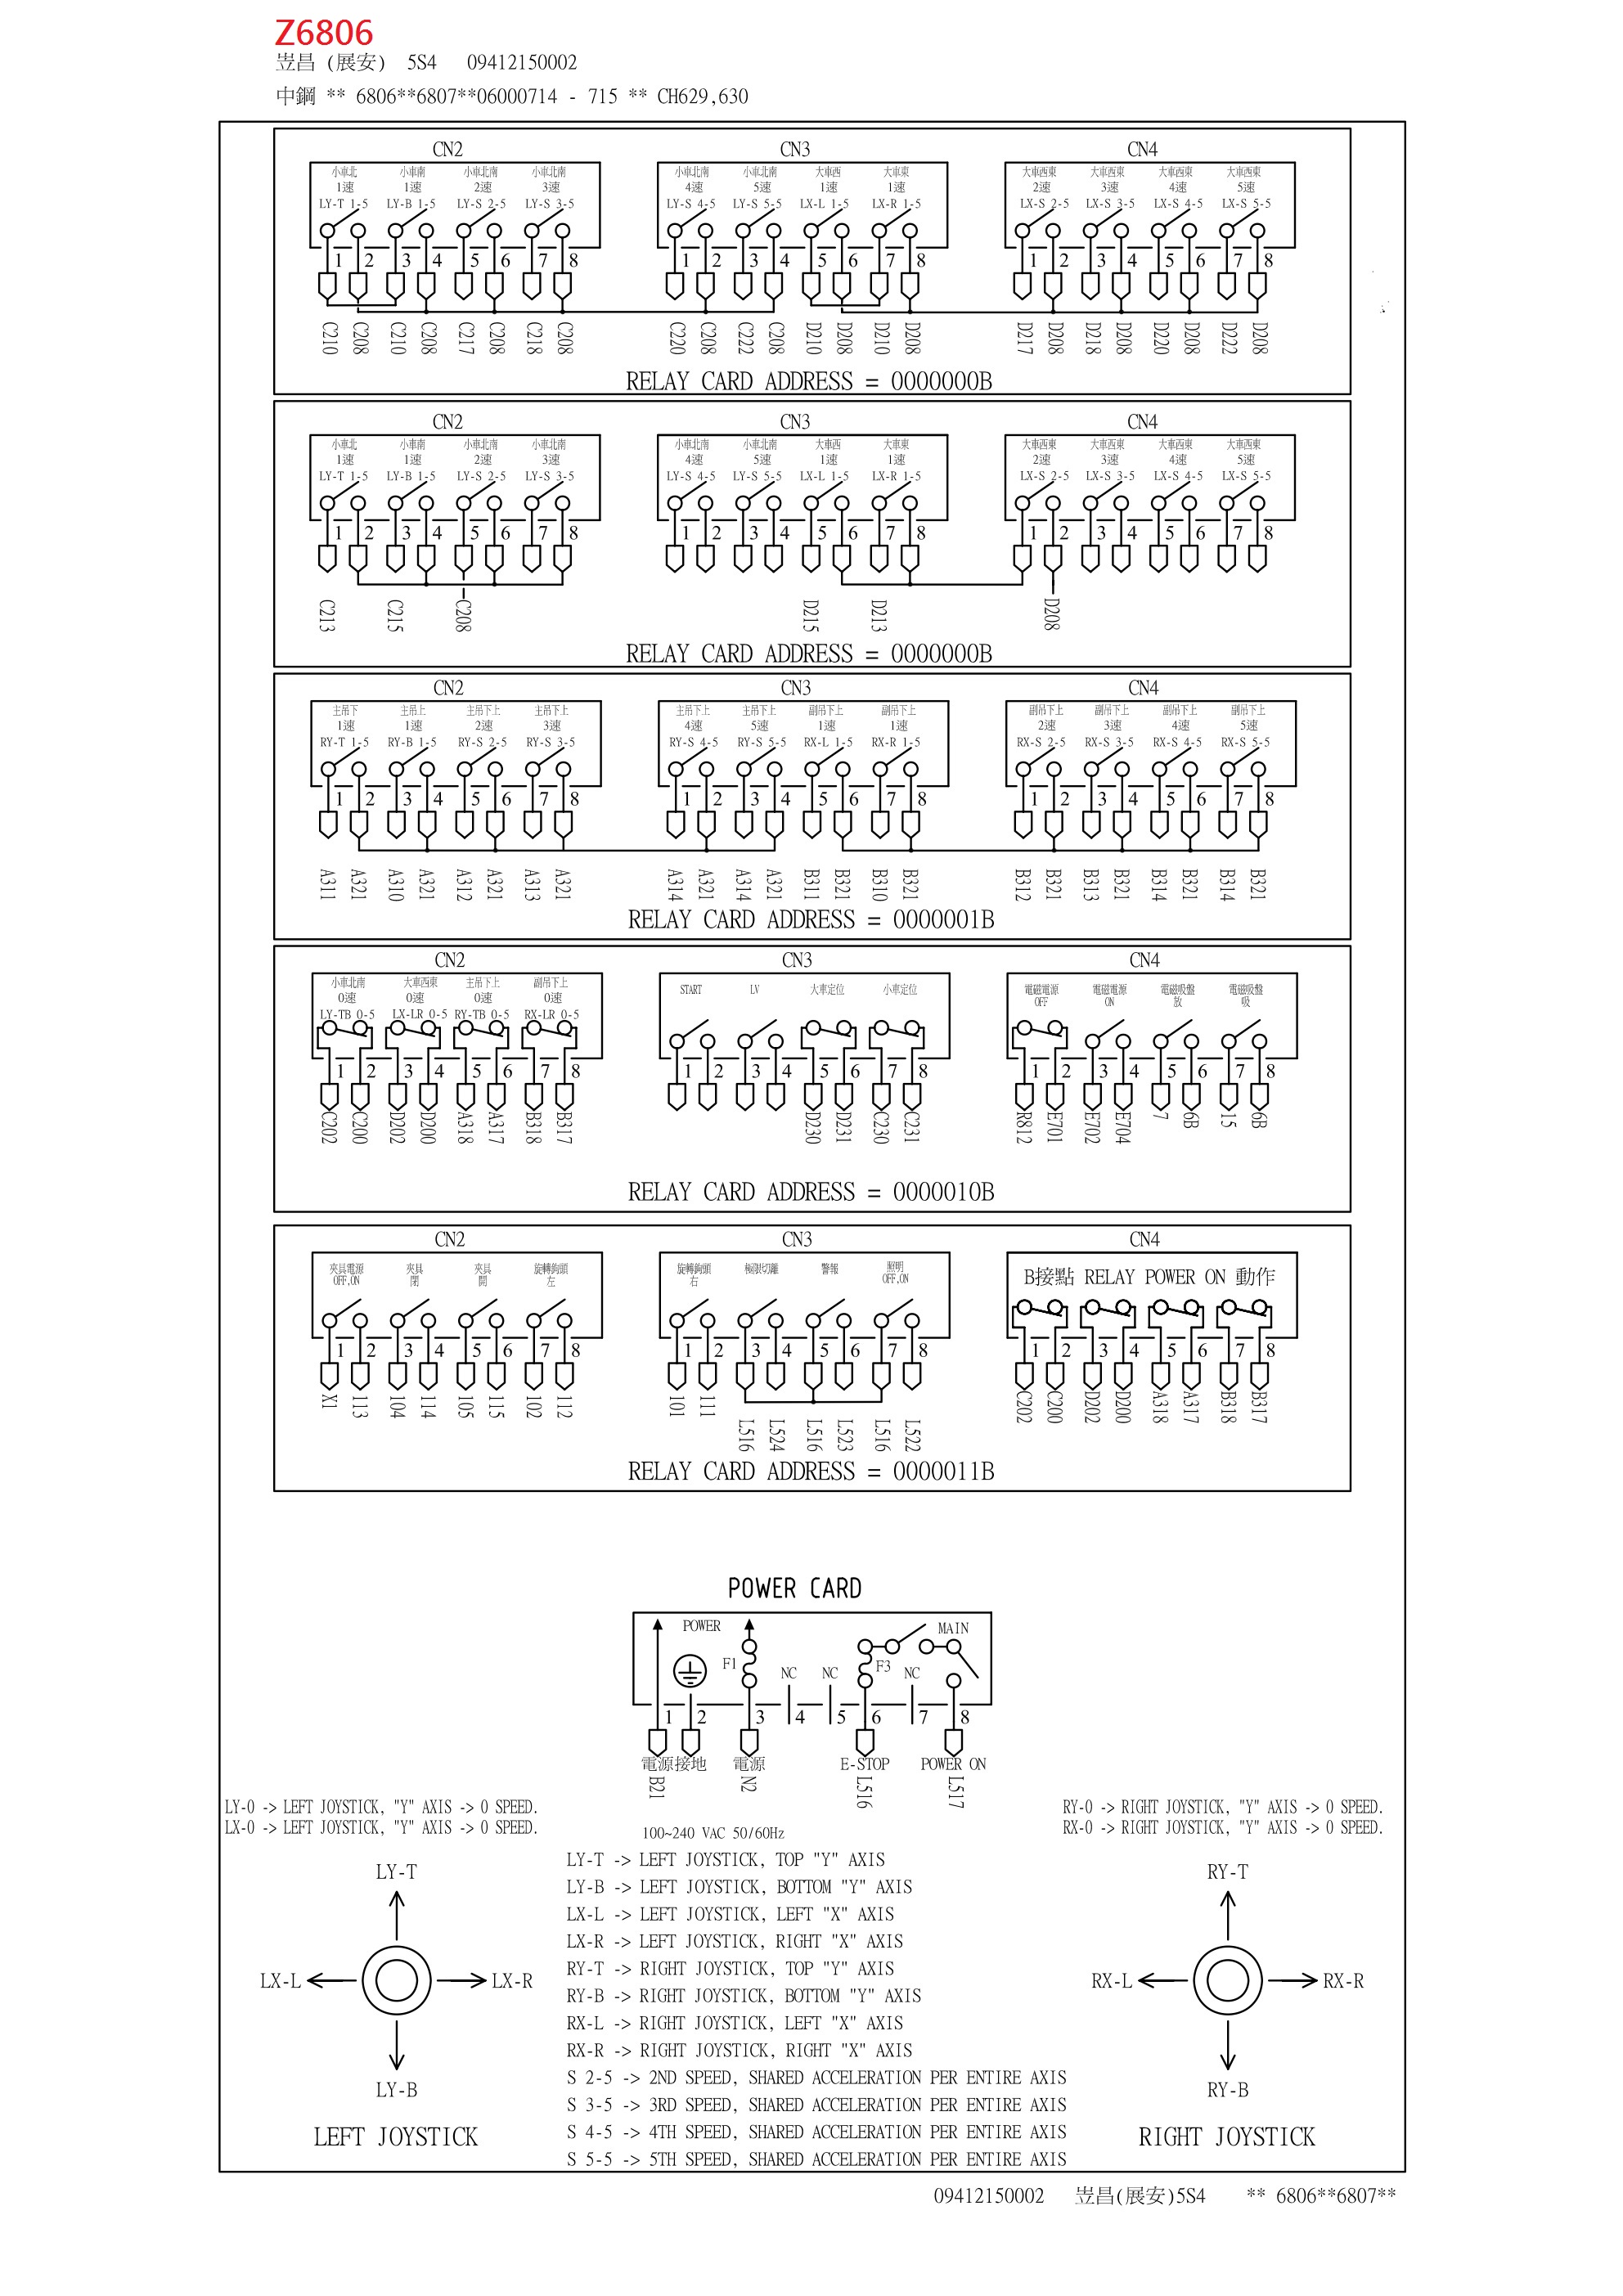 Z6806
岦昌 (展安) 5S4 09412150002
中鋼 ** 6806**6807**06000714 - 715 ** CH629,630
CN2 CN3 CN4
小車北 小車南 小車北南 小車北南 小車北南 小車北南 大車西 大車東 大車西東 大車西東 大車西東 大車西東
1速 1速 2速 3速 4速 5速 1速 1速 2速 3速 4速 5速
LY-T 1-5 LY-B 1-5 LY-S 2-5 LY-S 3-5 LY-S 4-5 LY-S 5-5 LX-L 1-5 LX-R 1-5 LX-S 2-5 LX-S 3-5 LX-S 4-5 LX-S 5-5
1 2 3 4 5 6 7 8 1 2 3 4 5 6 7 8 1 2 3 4 5 6 7 8
C210 C208 C210 C208 C217 C208 C218 C208 C220 C208 C222 C208 D210 D208 D210 D208 D217 D208 D218 D208 D220 D208 D222 D208
RELAY CARD ADDRESS = 0000000B
CN2 CN3 CN4
小車北 小車南 小車北南 小車北南 小車北南 小車北南 大車西 大車東 大車西東 大車西東 大車西東 大車西東
1速 1速 2速 3速 4速 5速 1速 1速 2速 3速 4速 5速
LY-T 1-5 LY-B 1-5 LY-S 2-5 LY-S 3-5 LY-S 4-5 LY-S 5-5 LX-L 1-5 LX-R 1-5 LX-S 2-5 LX-S 3-5 LX-S 4-5 LX-S 5-5
1 2 3 4 5 6 7 8 1 2 3 4 5 6 7 8 1 2 3 4 5 6 7 8
C213 C215 C208 D215 D213 D208
RELAY CARD ADDRESS = 0000000B
CN2 CN3 CN4
主吊下 主吊上 主吊下上 主吊下上 主吊下上 主吊下上 副吊下上 副吊下上 副吊下上 副吊下上 副吊下上 副吊下上
1速 1速 2速 3速 4速 5速 1速 1速 2速 3速 4速 5速
RY-T 1-5 RY-B 1-5 RY-S 2-5 RY-S 3-5 RY-S 4-5 RY-S 5-5 RX-L 1-5 RX-R 1-5 RX-S 2-5 RX-S 3-5 RX-S 4-5 RX-S 5-5
1 2 3 4 5 6 7 8 1 2 3 4 5 6 7 8 1 2 3 4 5 6 7 8
A311 A321 A310 A321 A312 A321 A313 A321 A314 A321 A314 A321 B311 B321 B310 B321 B312 B321 B313 B321 B314 B321 B314 B321
RELAY CARD ADDRESS = 0000001B
CN2 CN3 CN4
小車北南 大車西東 主吊下上 副吊下上 START LV 大車定位 小車定位 電磁電源 電磁電源 電磁吸盤 電磁吸盤
0速 0速 0速 0速 OFF ON 放 吸
LY-TB 0-5 LX-LR 0-5 RY-TB 0-5 RX-LR 0-5
1 2 3 4 5 6 7 8 1 2 3 4 5 6 7 8 1 2 3 4 5 6 7 8
C202 C200 D202 D200 A318 A317 B318 B317 D230 D231 C230 C231 R812 E701 E702 E704 7 6B 15 6B
RELAY CARD ADDRESS = 0000010B
CN2 CN3 CN4
夾具電源 夾具 夾具 旋轉鉤頭 旋轉鉤頭 極限切離 警報 照明
OFF,ON 閉 開 左 右 OFF,ON
B接點 RELAY POWER ON 動作
1 2 3 4 5 6 7 8 1 2 3 4 5 6 7 8 1 2 3 4 5 6 7 8
X1 113 104 114 105 115 102 112 101 111 L516 L524 L516 L523 L516 L522 C202 C200 D202 D200 A318 A317 B318 B317
RELAY CARD ADDRESS = 0000011B
POWER CARD
POWER MAIN
F1 NC NC F3 NC
1 2 3 4 5 6 7 8
電源接地 電源 E-STOP POWER ON
B21 N2 L516 L517
LY-0 -> LEFT JOYSTICK, "Y" AXIS -> 0 SPEED.
LX-0 -> LEFT JOYSTICK, "Y" AXIS -> 0 SPEED.
RY-0 -> RIGHT JOYSTICK, "Y" AXIS -> 0 SPEED.
RX-0 -> RIGHT JOYSTICK, "Y" AXIS -> 0 SPEED.
100~240 VAC 50/60Hz
LY-T -> LEFT JOYSTICK, TOP "Y" AXIS
LY-B -> LEFT JOYSTICK, BOTTOM "Y" AXIS
LX-L -> LEFT JOYSTICK, LEFT "X" AXIS
LX-R -> LEFT JOYSTICK, RIGHT "X" AXIS
RY-T -> RIGHT JOYSTICK, TOP "Y" AXIS
RY-B -> RIGHT JOYSTICK, BOTTOM "Y" AXIS
RX-L -> RIGHT JOYSTICK, LEFT "X" AXIS
RX-R -> RIGHT JOYSTICK, RIGHT "X" AXIS
S 2-5 -> 2ND SPEED, SHARED ACCELERATION PER ENTIRE AXIS
S 3-5 -> 3RD SPEED, SHARED ACCELERATION PER ENTIRE AXIS
S 4-5 -> 4TH SPEED, SHARED ACCELERATION PER ENTIRE AXIS
S 5-5 -> 5TH SPEED, SHARED ACCELERATION PER ENTIRE AXIS
LY-T
LX-L LX-R
LY-B
LEFT JOYSTICK
RY-T
RX-L RX-R
RY-B
RIGHT JOYSTICK
09412150002 岦昌(展安)5S4 ** 6806**6807**